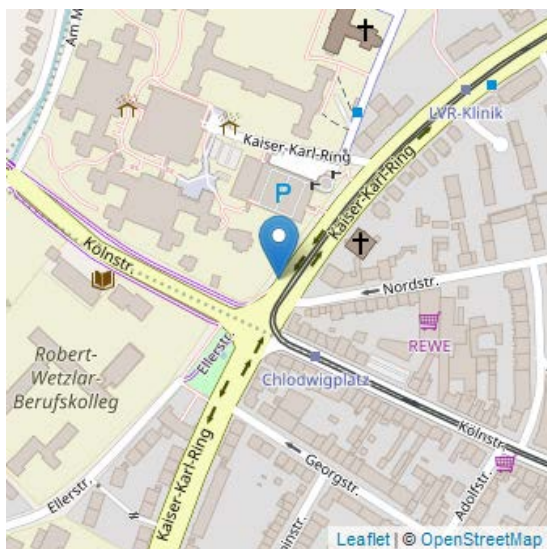 Am M
LVR-Klinik
Kaiser-Karl-Ring
P
Kaiser-Karl-Ring
Kölnstr.
Nordstr.
REWE
Ellerstr.
Robert-
Wetzlar-
Berufskolleg
Chlodwigplatz
Kölnstr.
Kaiser-Karl-Ring
Georgstr.
Adolfstr.
Ellerstr.
instr.
Leaflet | © OpenStreetMap